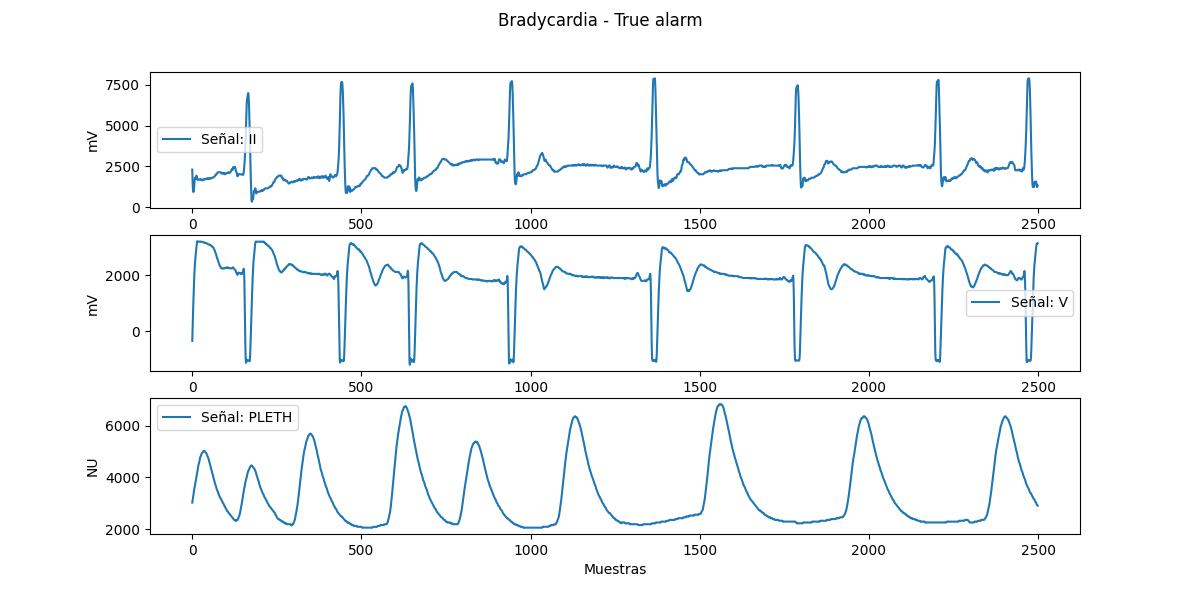 Bradycardia - True alarm
7500
5000
2500
0
mV
Señal: II
0 500 1000 1500 2000 2500
2000
0
mV
Señal: V
0 500 1000 1500 2000 2500
6000
4000
2000
NU
Señal: PLETH
0 500 1000 1500 2000 2500
Muestras